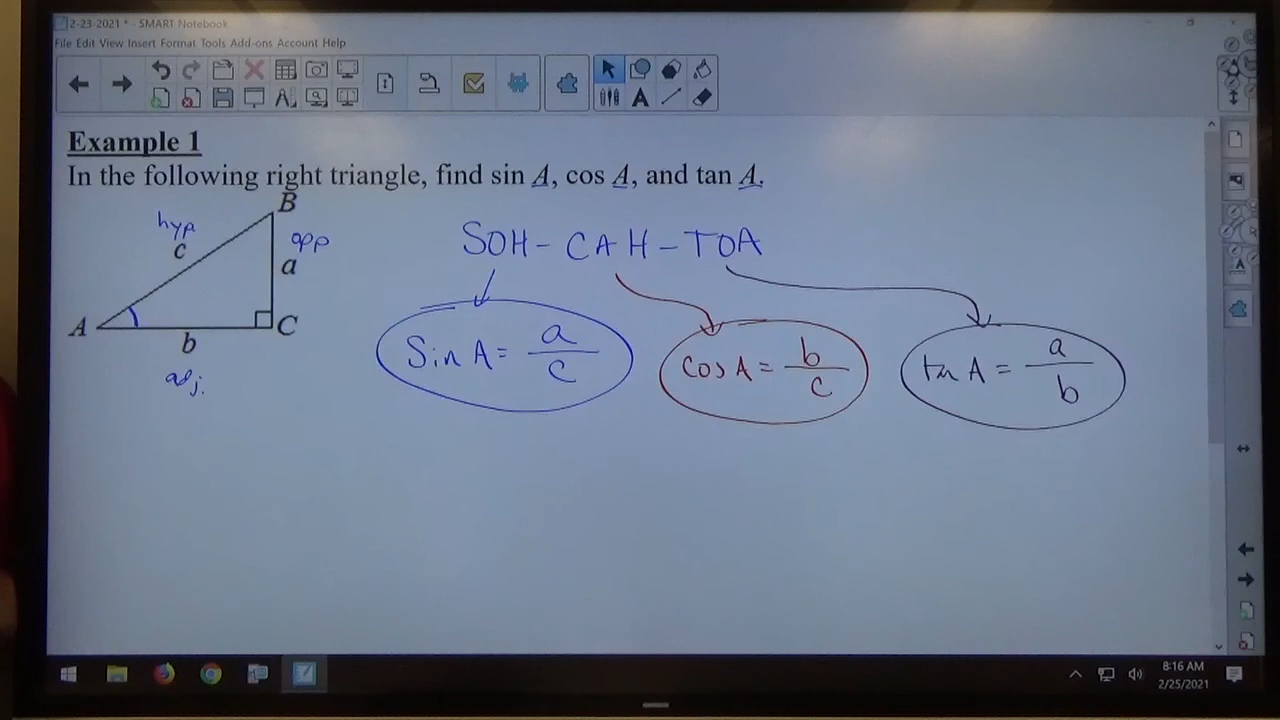 2-23-2021 * - SMART Notebook
File Edit View Insert Format Tools Add-ons Account Help
Example 1
In the following right triangle, find sin A, cos A, and tan A.
B
hyp
opp
c
a
A
C
b
adj.
SOH - CAH - TOA
Sin A = a/c
cos A = b/c
tan A = a/b
8:16 AM
2/25/2021